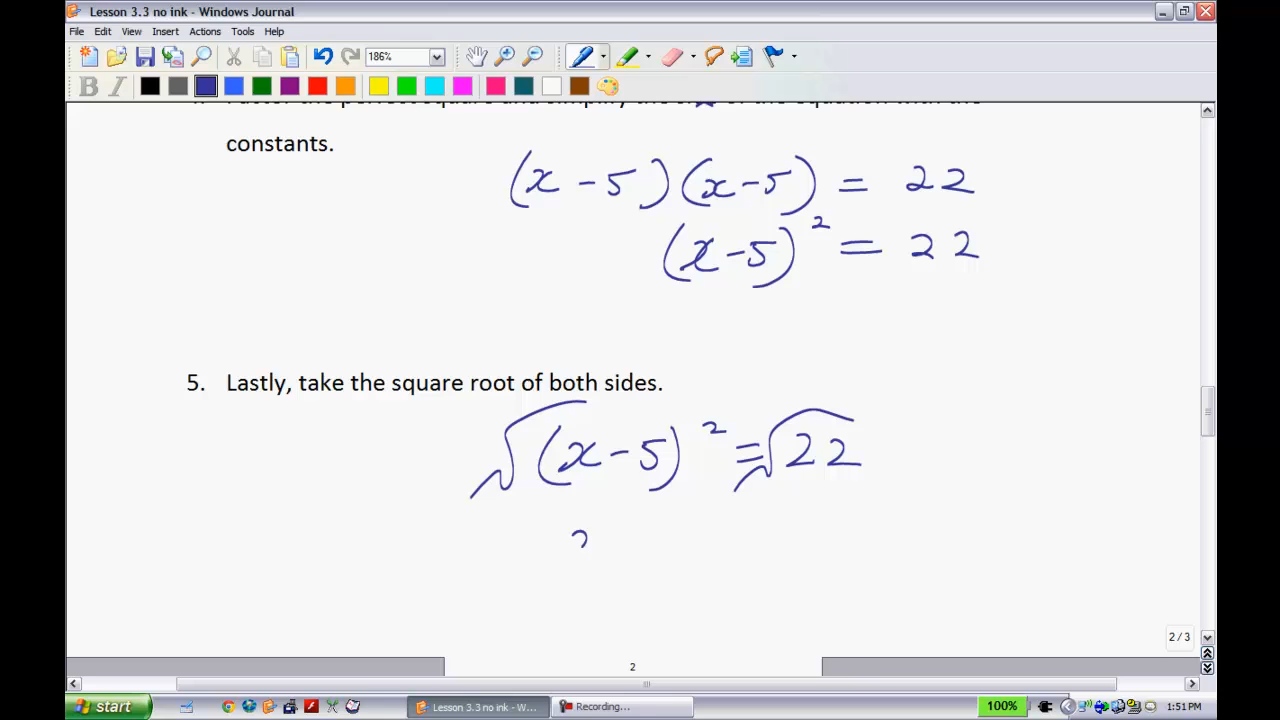 Lesson 3.3 no ink - Windows Journal
File Edit View Insert Actions Tools Help
186%
B I
constants.
(x - 5)(x - 5) = 22
(x - 5)² = 22
5. Lastly, take the square root of both sides.
√(x - 5)² = √22
2 / 3
2
start Lesson 3.3 no ink - W... Recording... 100% 1:51 PM